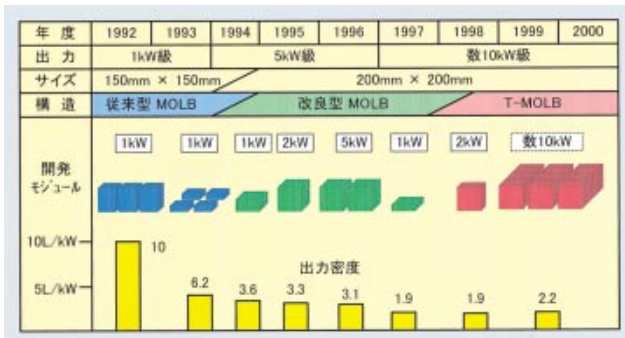 年 度 1992 1993 1994 1995 1996 1997 1998 1999 2000
出 力 1kW級 5kW級 数10kW級
サイズ 150mm × 150mm 200mm × 200mm
構 造 従来型 MOLB 改良型 MOLB T-MOLB
1kW 1kW 1kW 2kW 5kW 1kW 2kW 数10kW
開発
モジュール
10L/kW
10
出力密度
5L/kW
6.2 3.6 3.3 3.1 1.9 1.9 2.2